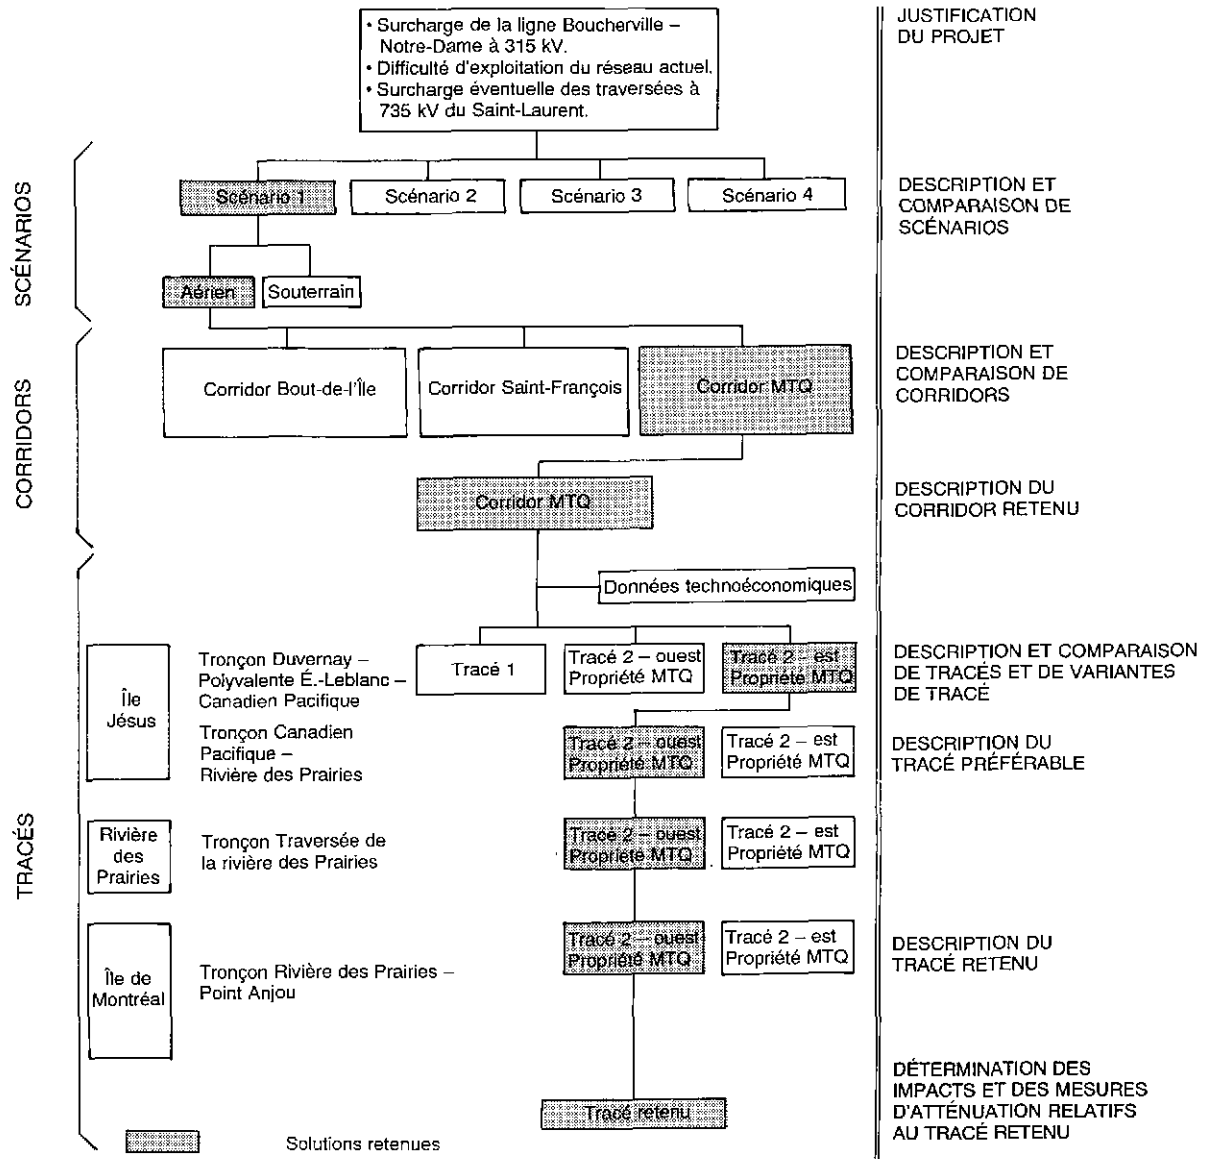 • Surcharge de la ligne Boucherville –
Notre-Dame à 315 kV.
• Difficulté d'exploitation du réseau actuel.
• Surcharge éventuelle des traversées à
735 kV du Saint-Laurent.
JUSTIFICATION
DU PROJET
SCÉNARIOS
Scénario 1
Scénario 2
Scénario 3
Scénario 4
DESCRIPTION ET
COMPARAISON DE
SCÉNARIOS
Aérien
Souterrain
CORRIDORS
Corridor Bout-de-l'Île
Corridor Saint-François
Corridor MTQ
DESCRIPTION ET
COMPARAISON DE
CORRIDORS
Corridor MTQ
DESCRIPTION DU
CORRIDOR RETENU
Données technoéconomiques
TRACÉS
Île
Jésus
Tronçon Duvernay –
Polyvalente É.-Leblanc –
Canadien Pacifique
Tracé 1
Tracé 2 – ouest
Propriété MTQ
Tracé 2 – est
Propriété MTQ
DESCRIPTION ET COMPARAISON
DE TRACÉS ET DE VARIANTES
DE TRACÉ
Tronçon Canadien
Pacifique –
Rivière des Prairies
Tracé 2 – ouest
Propriété MTQ
Tracé 2 – est
Propriété MTQ
DESCRIPTION DU
TRACÉ PRÉFÉRABLE
Rivière
des
Prairies
Tronçon Traversée de
la rivière des Prairies
Tracé 2 – ouest
Propriété MTQ
Tracé 2 – est
Propriété MTQ
Île de
Montréal
Tronçon Rivière des Prairies –
Point Anjou
Tracé 2 – ouest
Propriété MTQ
Tracé 2 – est
Propriété MTQ
DESCRIPTION DU
TRACÉ RETENU
Tracé retenu
DÉTERMINATION DES
IMPACTS ET DES MESURES
D'ATTÉNUATION RELATIFS
AU TRACÉ RETENU
Solutions retenues